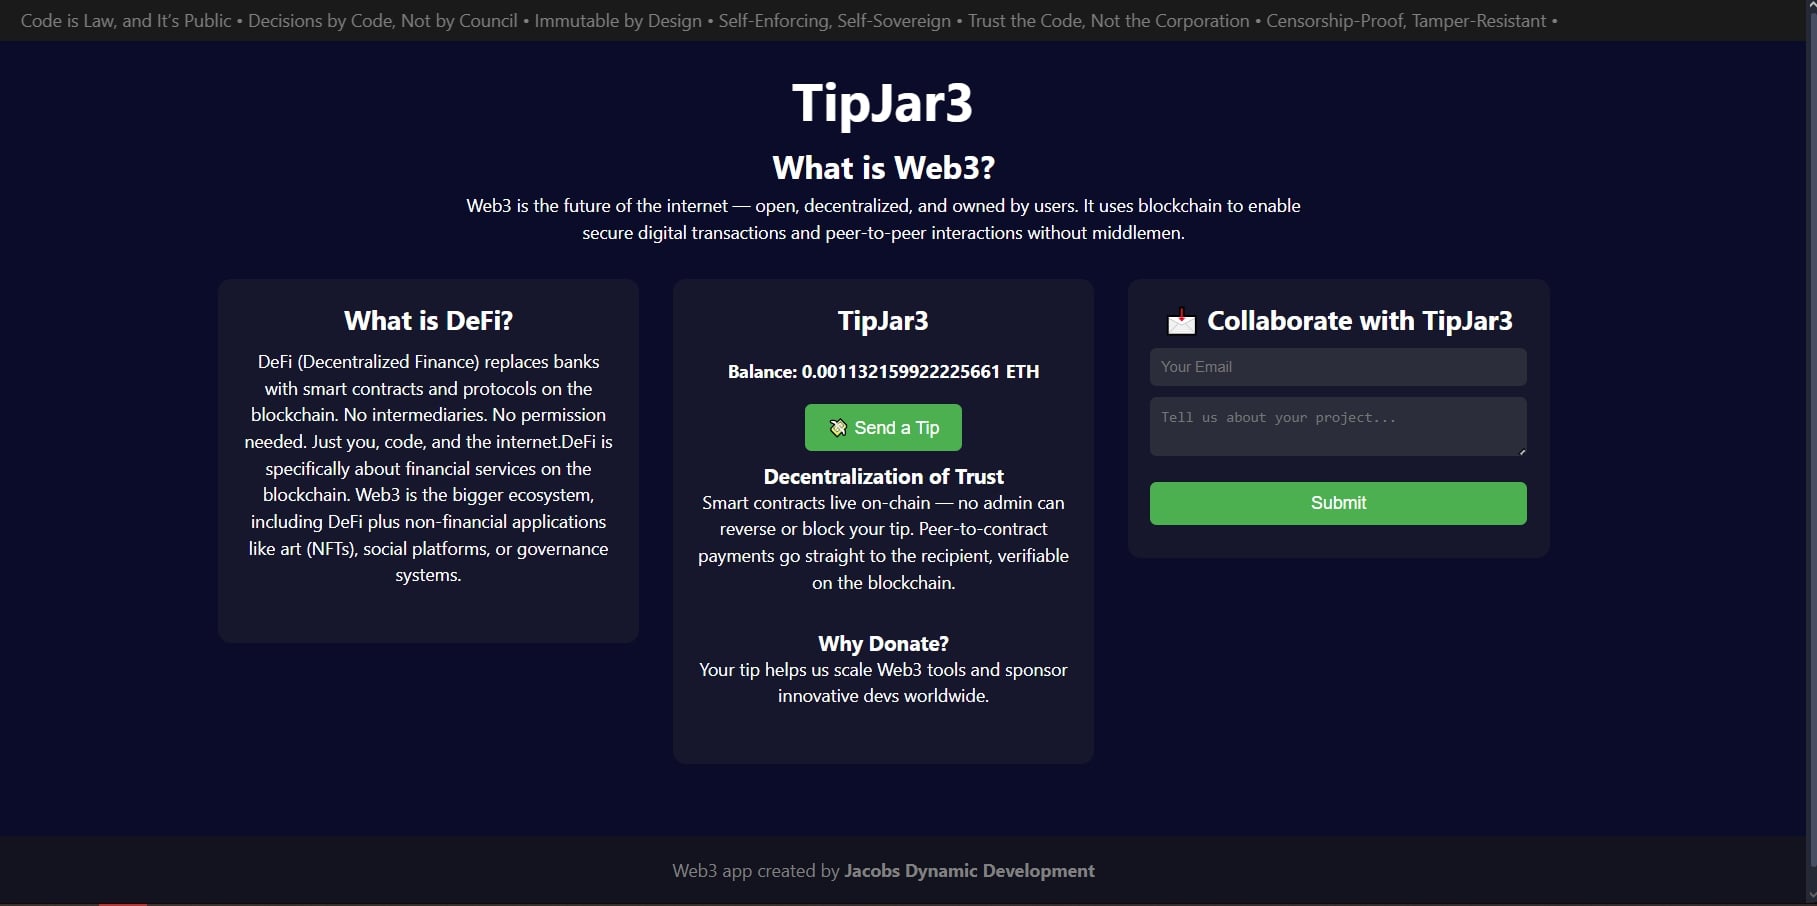 Code is Law, and It’s Public • Decisions by Code, Not by Council • Immutable by Design • Self-Enforcing, Self-Sovereign • Trust the Code, Not the Corporation • Censorship-Proof, Tamper-Resistant •
TipJar3
What is Web3?
Web3 is the future of the internet — open, decentralized, and owned by users. It uses blockchain to enable
secure digital transactions and peer-to-peer interactions without middlemen.
What is DeFi?
DeFi (Decentralized Finance) replaces banks
with smart contracts and protocols on the
blockchain. No intermediaries. No permission
needed. Just you, code, and the internet.DeFi is
specifically about financial services on the
blockchain. Web3 is the bigger ecosystem,
including DeFi plus non-financial applications
like art (NFTs), social platforms, or governance
systems.
TipJar3
Balance: 0.001132159922225661 ETH
Send a Tip
Decentralization of Trust
Smart contracts live on-chain — no admin can
reverse or block your tip. Peer-to-contract
payments go straight to the recipient, verifiable
on the blockchain.
Why Donate?
Your tip helps us scale Web3 tools and sponsor
innovative devs worldwide.
Collaborate with TipJar3
Your Email
Tell us about your project...
Submit
Web3 app created by Jacobs Dynamic Development